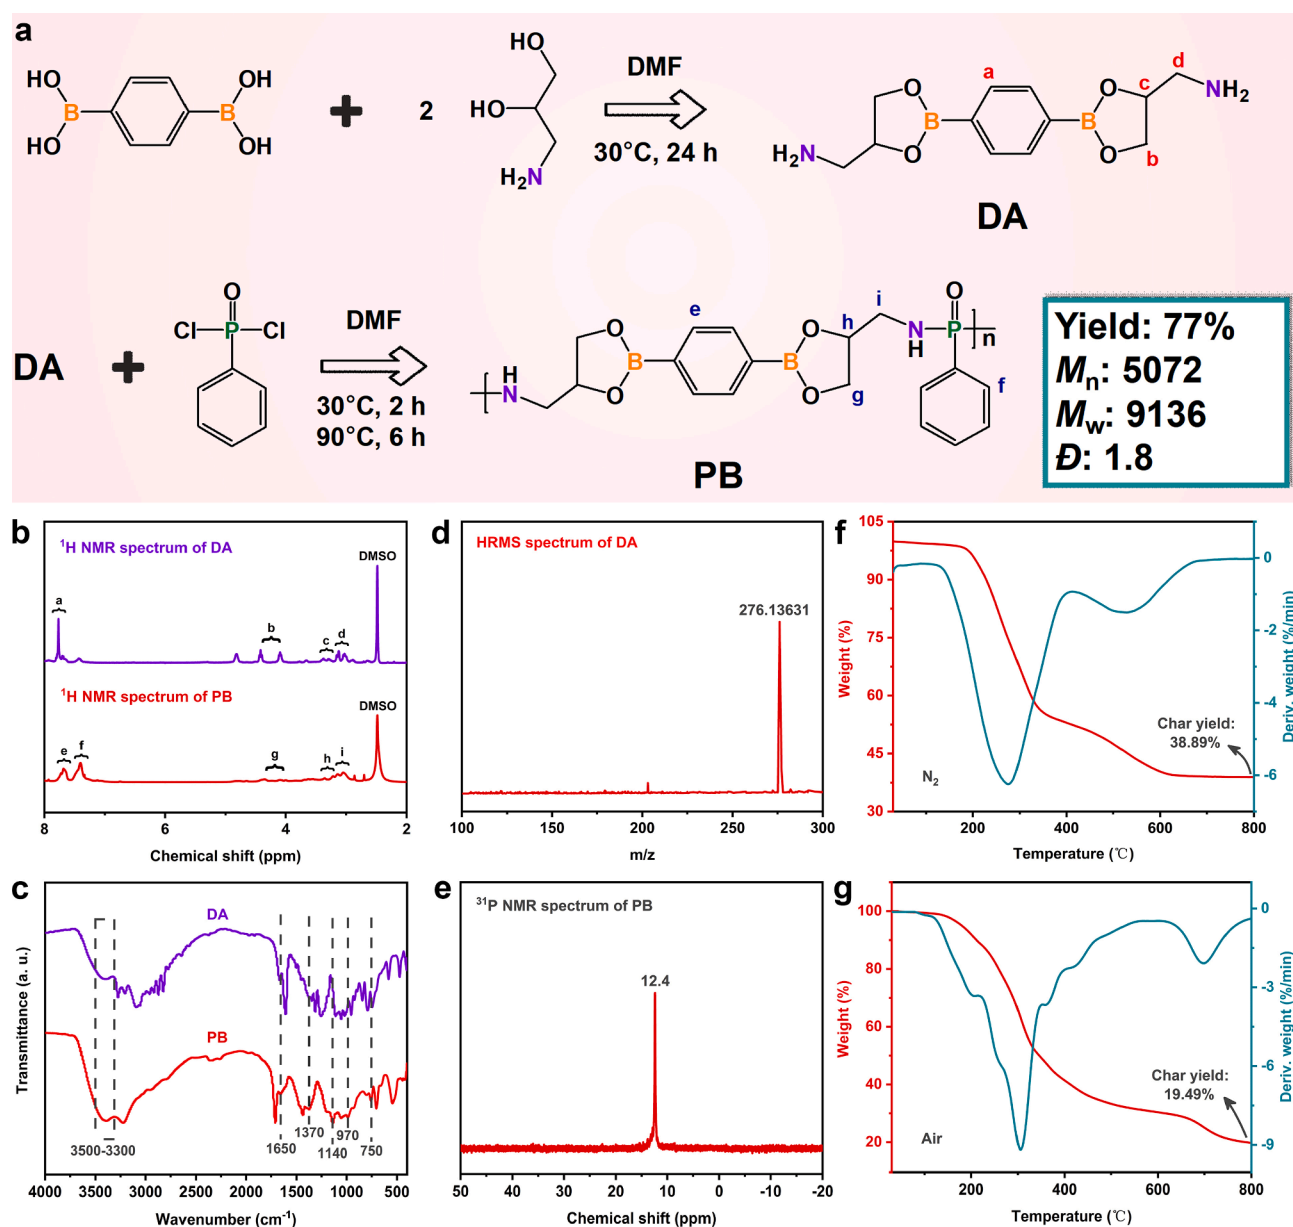 a
HO
OH
B
B
HO
OH
+
2
HO
HO
H₂N
DMF
30°C, 24 h
a
B
O
O
H₂N
B
O
O
c
d
NH₂
b
DA
DA
+
O
Cl
P
Cl
DMF
30°C, 2 h
90°C, 6 h
H
N
O
O
B
e
B
O
O
h
i
g
N
H
O
P
n
f
PB
Yield: 77%
Mn: 5072
Mw: 9136
Đ: 1.8
b
¹H NMR spectrum of DA
DMSO
a
b
c
d
¹H NMR spectrum of PB
DMSO
e
f
g
h
i
8
6
4
2
Chemical shift (ppm)
d
HRMS spectrum of DA
276.13631
100
150
200
250
300
m/z
f
105
90
75
60
45
30
Weight (%)
0
-2
-4
-6
Deriv. weight (%/min)
Char yield:
38.89%
N₂
200
400
600
800
Temperature (℃)
c
DA
PB
Transmittance (a. u.)
3500-3300
1650
1370
1140
970
750
4000
3500
3000
2500
2000
1500
1000
500
Wavenumber (cm⁻¹)
e
³¹P NMR spectrum of PB
12.4
50
40
30
20
10
0
-10
-20
Chemical shift (ppm)
g
100
80
60
40
20
Weight (%)
0
-3
-6
-9
Deriv. weight (%/min)
Char yield:
19.49%
Air
200
400
600
800
Temperature (℃)